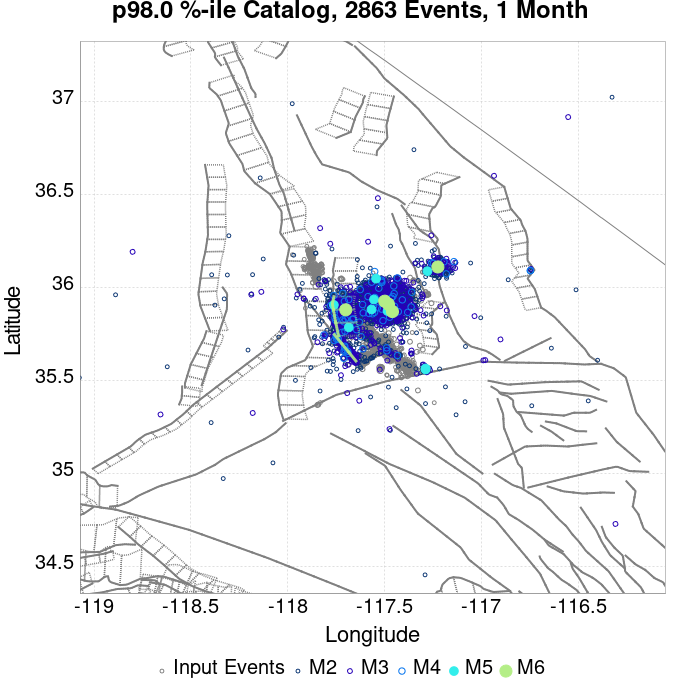 p98.0 %-ile Catalog, 2863 Events, 1 Month
37
36.5
36
35.5
35
34.5
Latitude
-119 -118.5 -118 -117.5 -117 -116.5
Longitude
Input Events M2 M3 M4 M5 M6